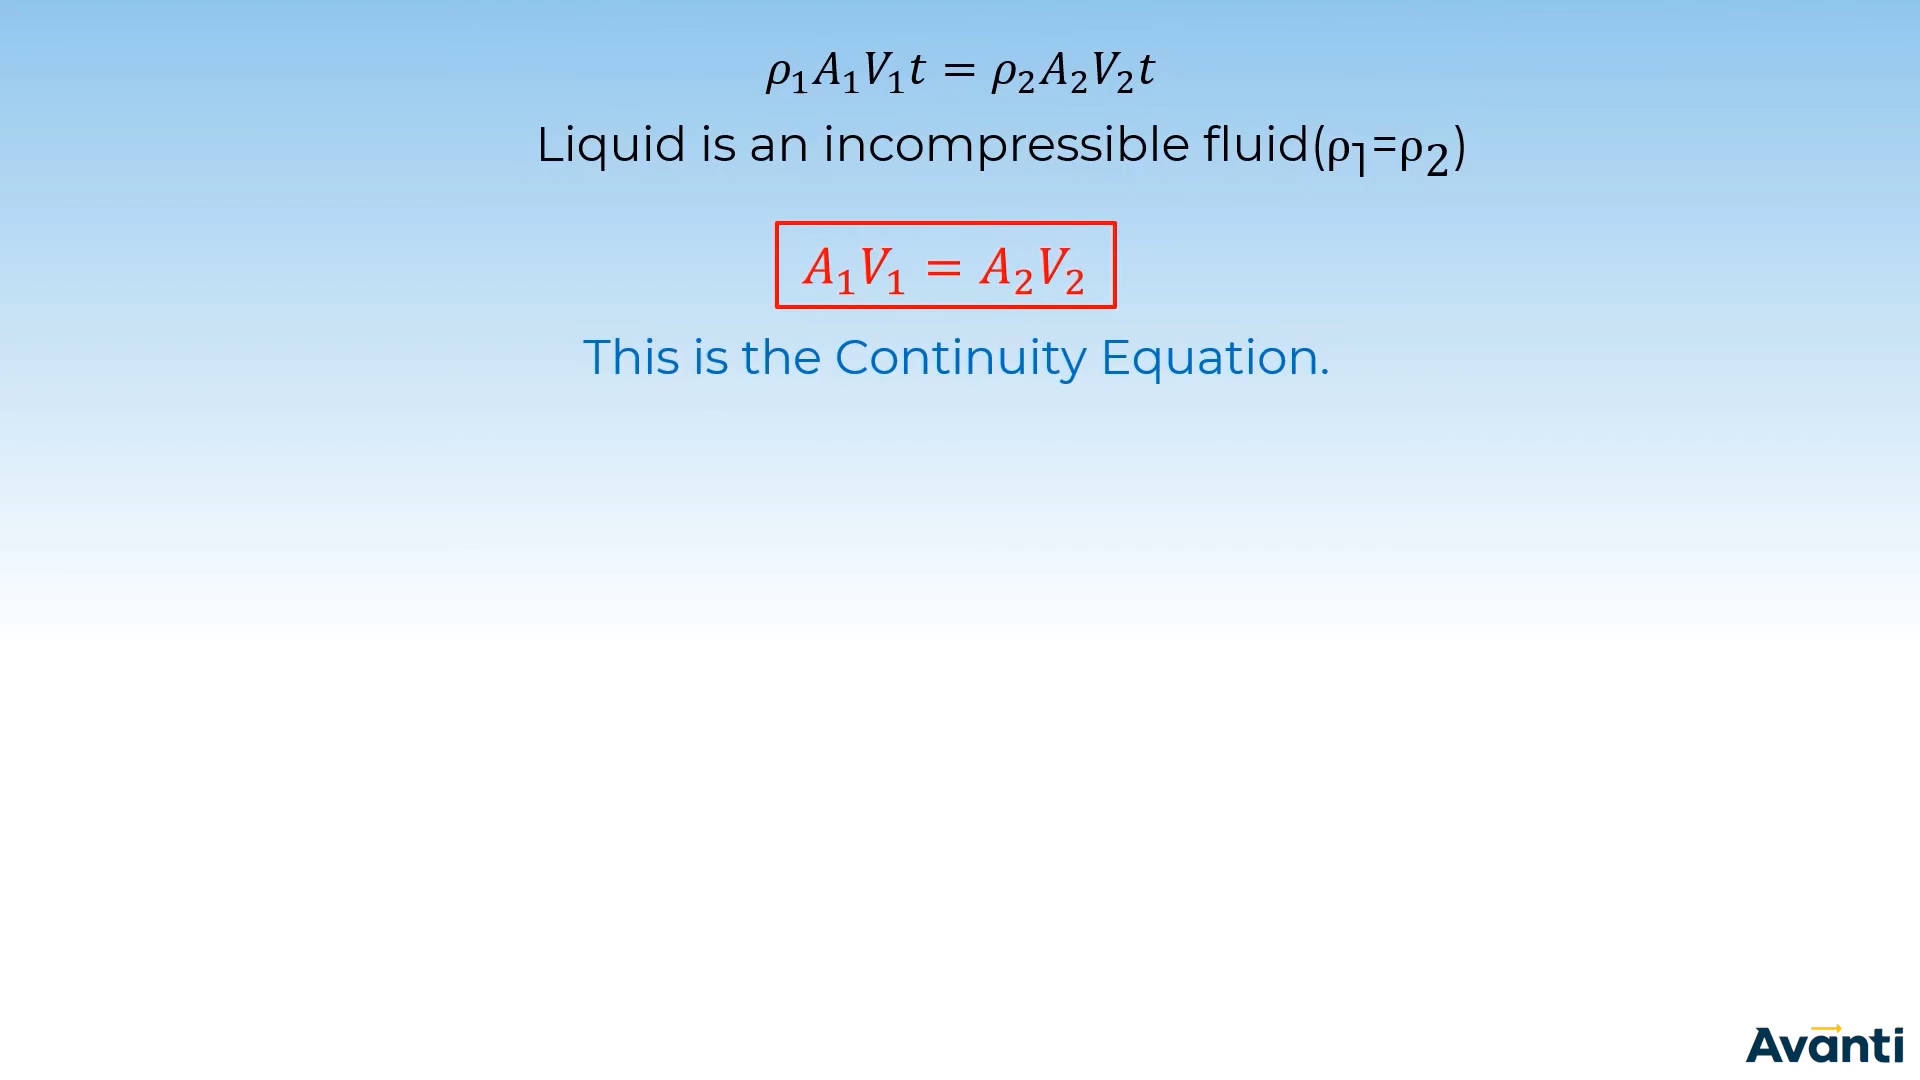 ρ₁A₁V₁t = ρ₂A₂V₂t
Liquid is an incompressible fluid(ρ₁=ρ₂)
A₁V₁ = A₂V₂
This is the Continuity Equation.
Avanti